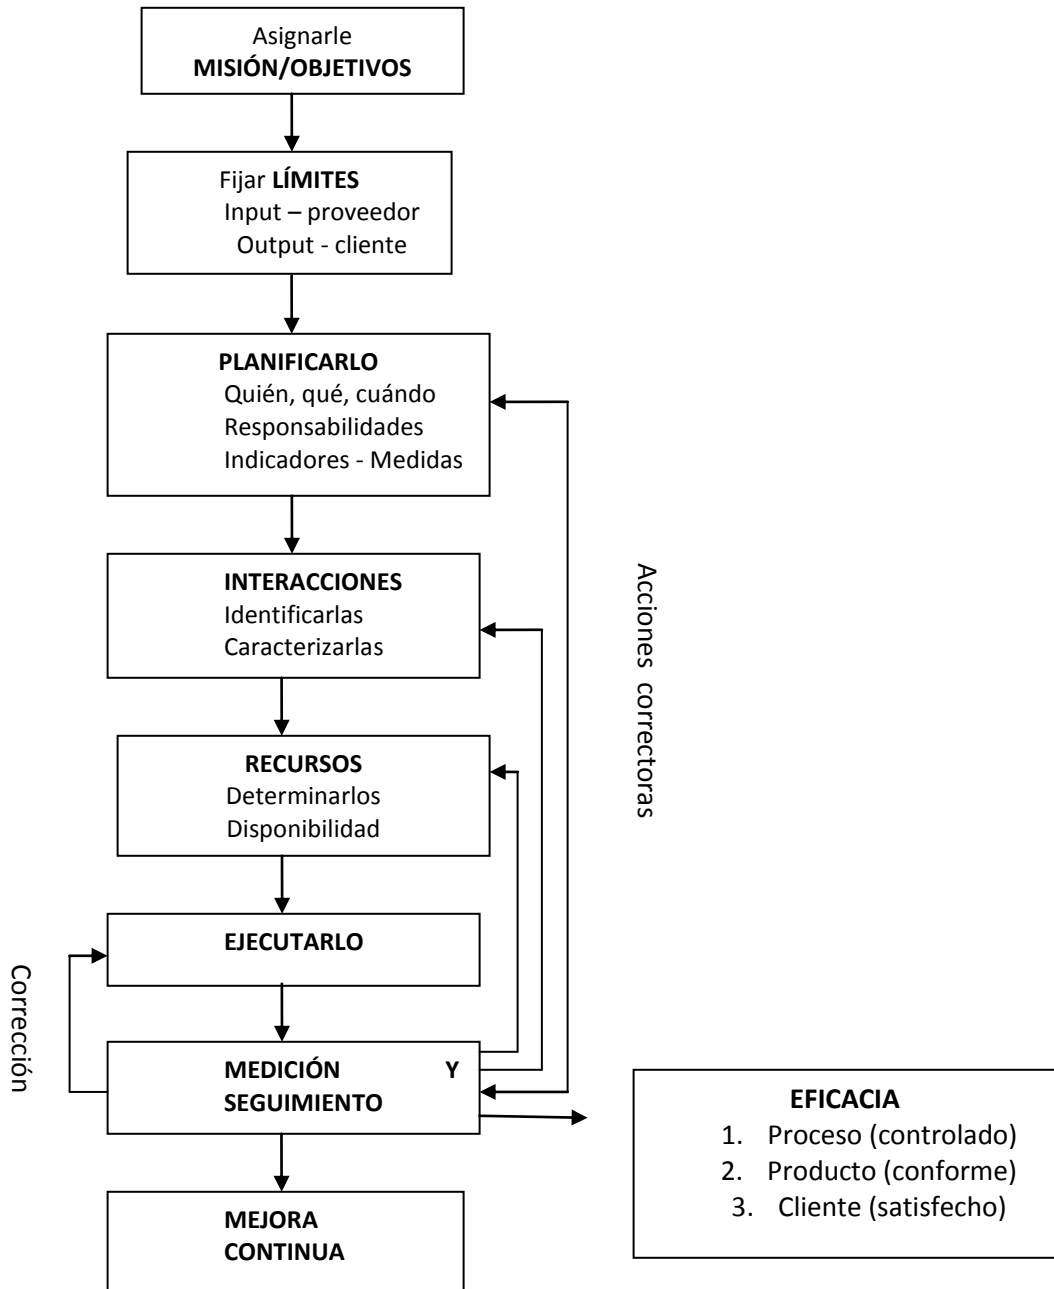 Asignarle
MISIÓN/OBJETIVOS
Fijar LÍMITES
Input – proveedor
Output - cliente
PLANIFICARLO
Quién, qué, cuándo
Responsabilidades
Indicadores - Medidas
INTERACCIONES
Identificarlas
Caracterizarlas
Acciones correctoras
RECURSOS
Determinarlos
Disponibilidad
EJECUTARLO
Corrección
MEDICIÓN Y
SEGUIMIENTO
EFICACIA
1. Proceso (controlado)
2. Producto (conforme)
3. Cliente (satisfecho)
MEJORA
CONTINUA